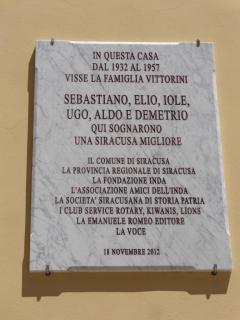 IN QUESTA CASA
DAL 1932 AL 1957
VISSE LA FAMIGLIA VITTORINI
SEBASTIANO, ELIO, IOLE,
UGO, ALDO E DEMETRIO
QUI SOGNARONO
UNA SIRACUSA MIGLIORE
IL COMUNE DI SIRACUSA
LA PROVINCIA REGIONALE DI SIRACUSA
LA FONDAZIONE INDA
L'ASSOCIAZIONE AMICI DELL'INDA
LA SOCIETA' SIRACUSANA DI STORIA PATRIA
I CLUB SERVICE ROTARY, KIWANIS, LIONS
LA EMANUELE ROMEO EDITORE
LA VOCE
18 NOVEMBRE 2012